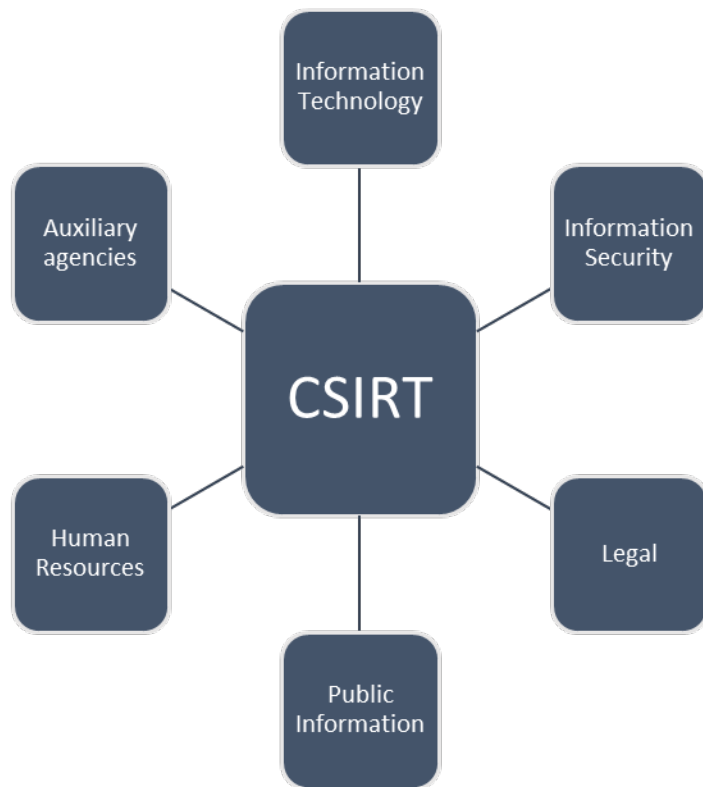 Information
Technology
Auxiliary
agencies
Information
Security
CSIRT
Human
Resources
Legal
Public
Information